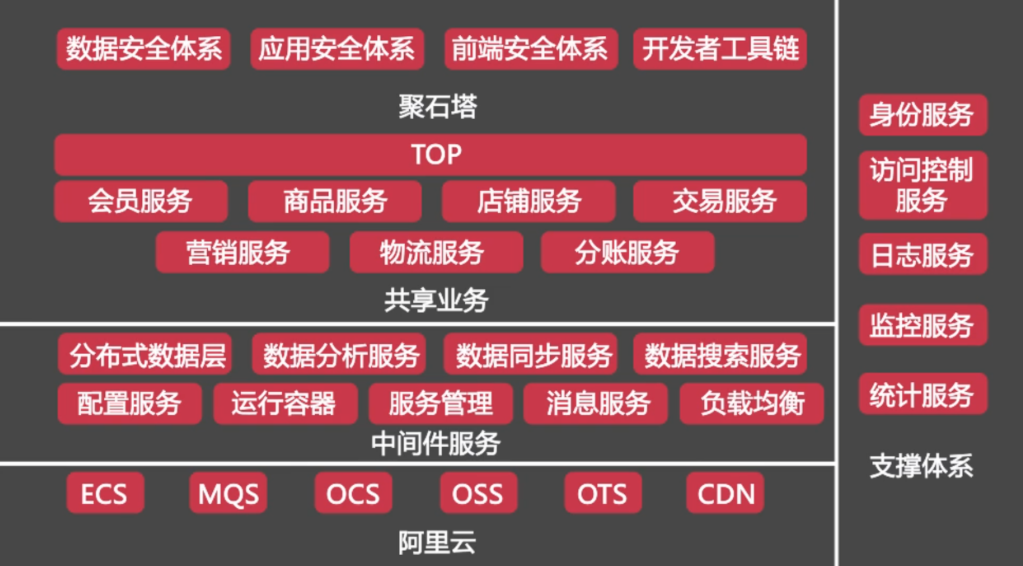 数据安全体系 应用安全体系 前端安全体系 开发者工具链
聚石塔
TOP
会员服务 商品服务 店铺服务 交易服务
营销服务 物流服务 分账服务
共享业务
分布式数据层 数据分析服务 数据同步服务 数据搜索服务
配置服务 运行容器 服务管理 消息服务 负载均衡
中间件服务
ECS MQS OCS OSS OTS CDN
阿里云
身份服务
访问控制
服务
日志服务
监控服务
统计服务
支撑体系